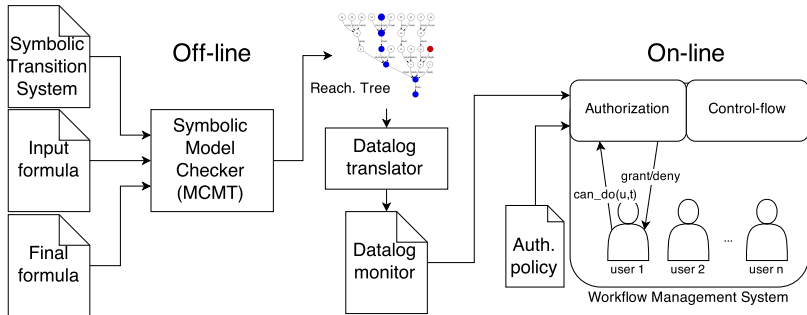 Symbolic
Transition
System
Input
formula
Final
formula
Off-line
Symbolic
Model
Checker
(MCMT)
Reach. Tree
Datalog
translator
Datalog
monitor
On-line
Authorization
Control-flow
grant/deny
can_do(u,t)
Auth.
policy
user 1
user 2
...
user n
Workflow Management System